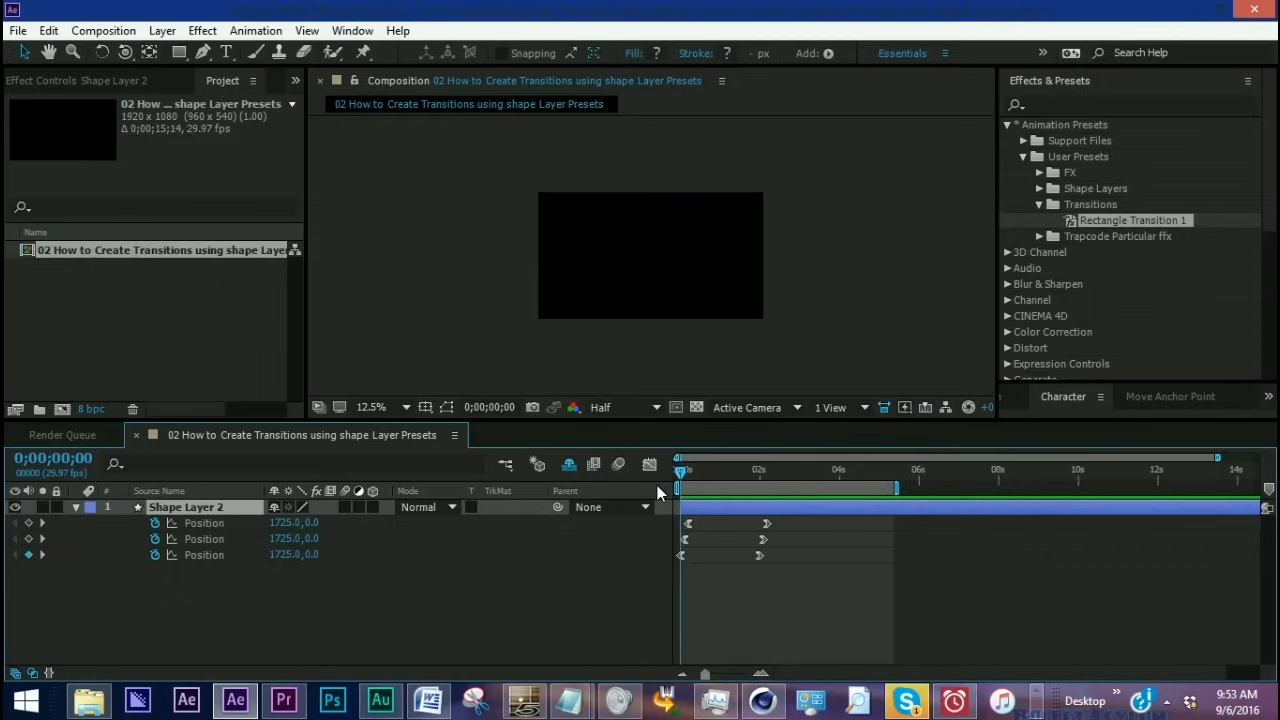 Ae
File Edit Composition Layer Effect Animation View Window Help
Snapping Fill: ? Stroke: ? - px Add: Essentials Search Help
Effect Controls Shape Layer 2 Project
Composition 02 How to Create Transitions using shape Layer Presets
Effects & Presets
02 How ... shape Layer Presets
1920 x 1080 (960 x 540) (1.00)
Δ 0;00;15;14, 29.97 fps
02 How to Create Transitions using shape Layer Presets
* Animation Presets
Support Files
User Presets
FX
Shape Layers
Transitions
Rectangle Transition 1
Trapcode Particular ffx
3D Channel
Audio
Blur & Sharpen
Channel
CINEMA 4D
Color Correction
Distort
Expression Controls
Generate
Name
02 How to Create Transitions using shape Laye
8 bpc
12.5% 0;00;00;00 Half Active Camera 1 View +0
Character Move Anchor Point
Render Queue 02 How to Create Transitions using shape Layer Presets
0;00;00;00
00000 (29.97 fps)
02s 04s 06s 08s 10s 12s 14s
# Source Name Mode T TrkMat Parent
1 Shape Layer 2 Normal None
Position 1725.0,0.0
Position 1725.0,0.0
Position 1725.0,0.0
Ae Ae Pr Ps Au Desktop 9:53 AM
9/6/2016